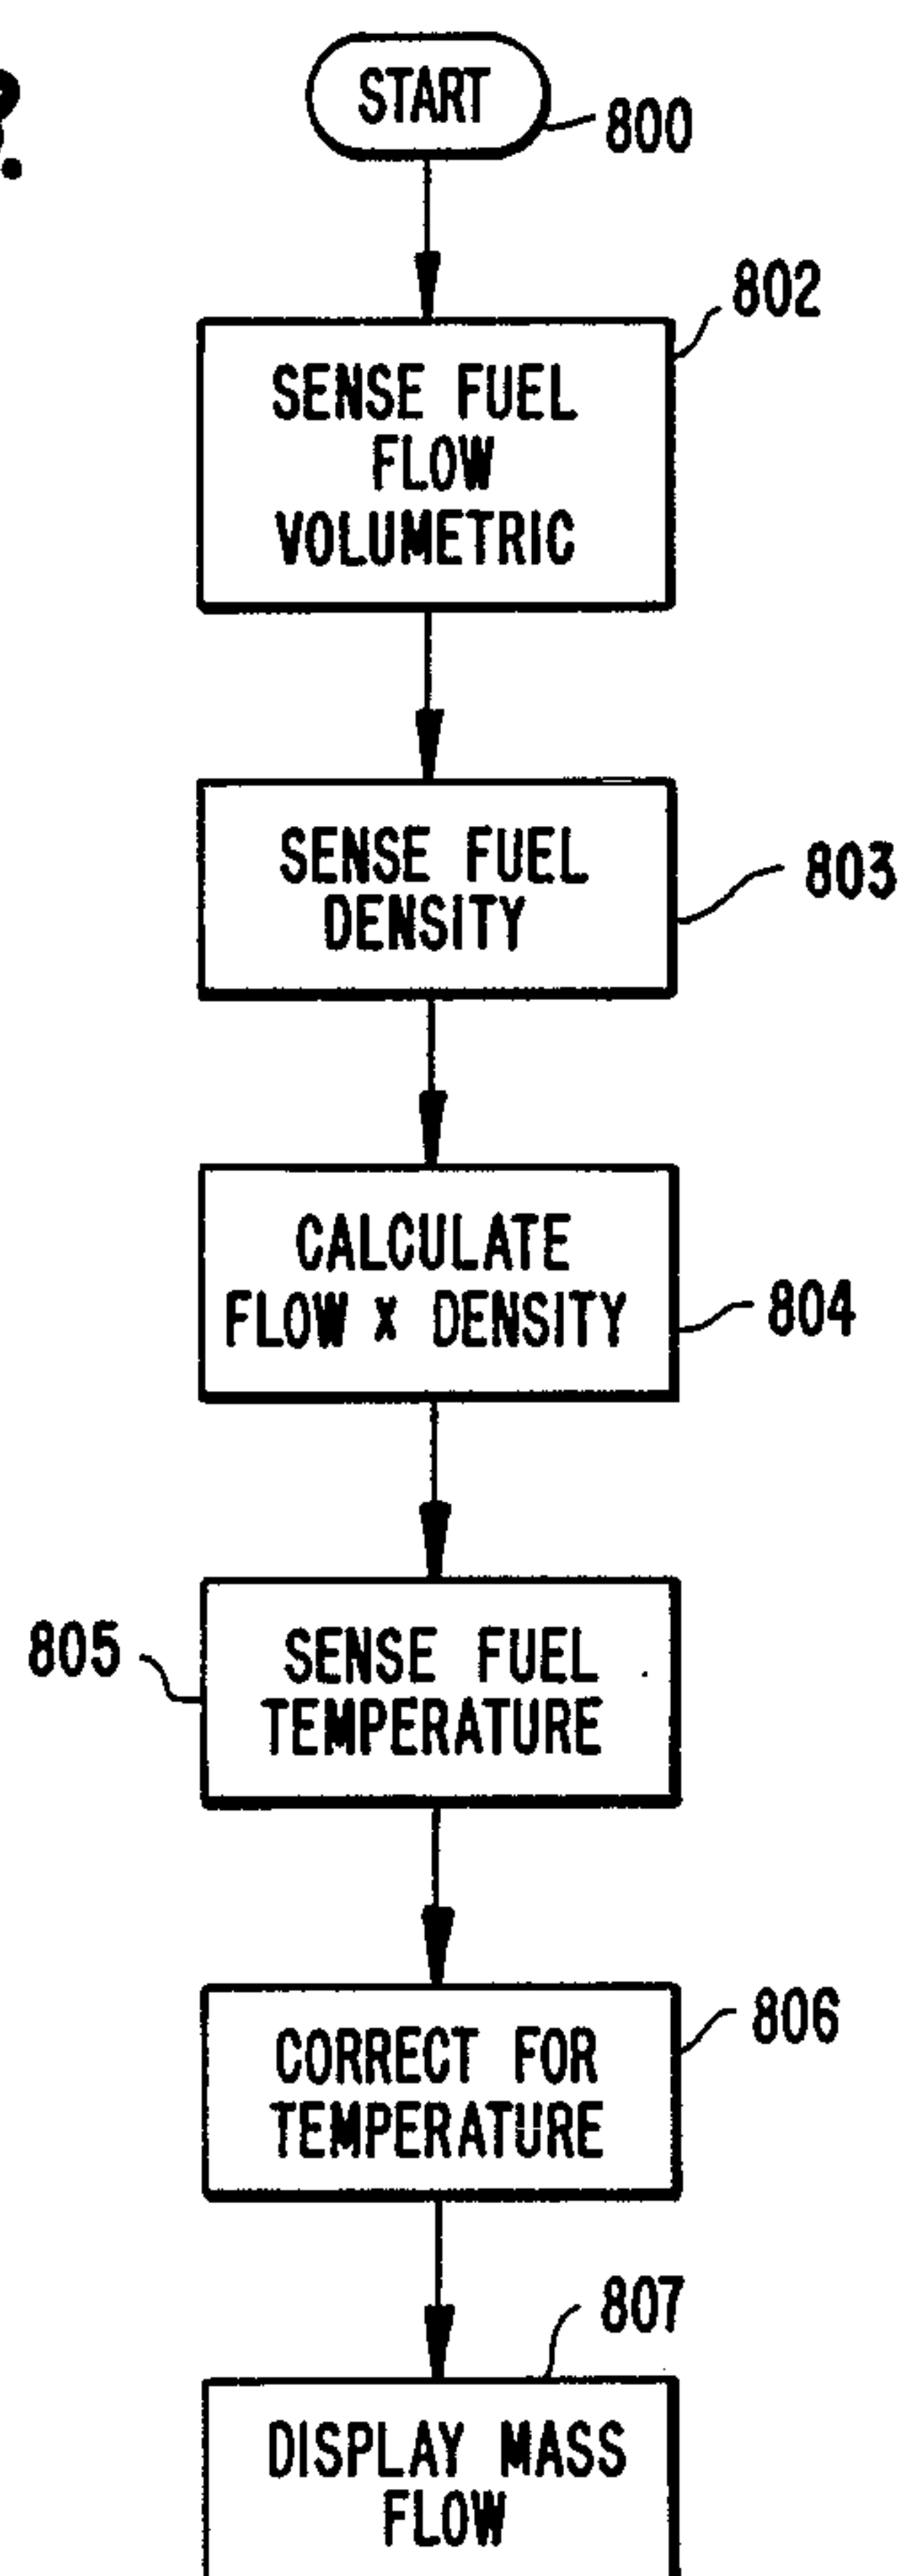 START
800
802
SENSE FUEL
FLOW
VOLUMETRIC
SENSE FUEL
DENSITY
803
CALCULATE
FLOW x DENSITY
804
805
SENSE FUEL
TEMPERATURE
CORRECT FOR
TEMPERATURE
806
807
DISPLAY MASS
FLOW